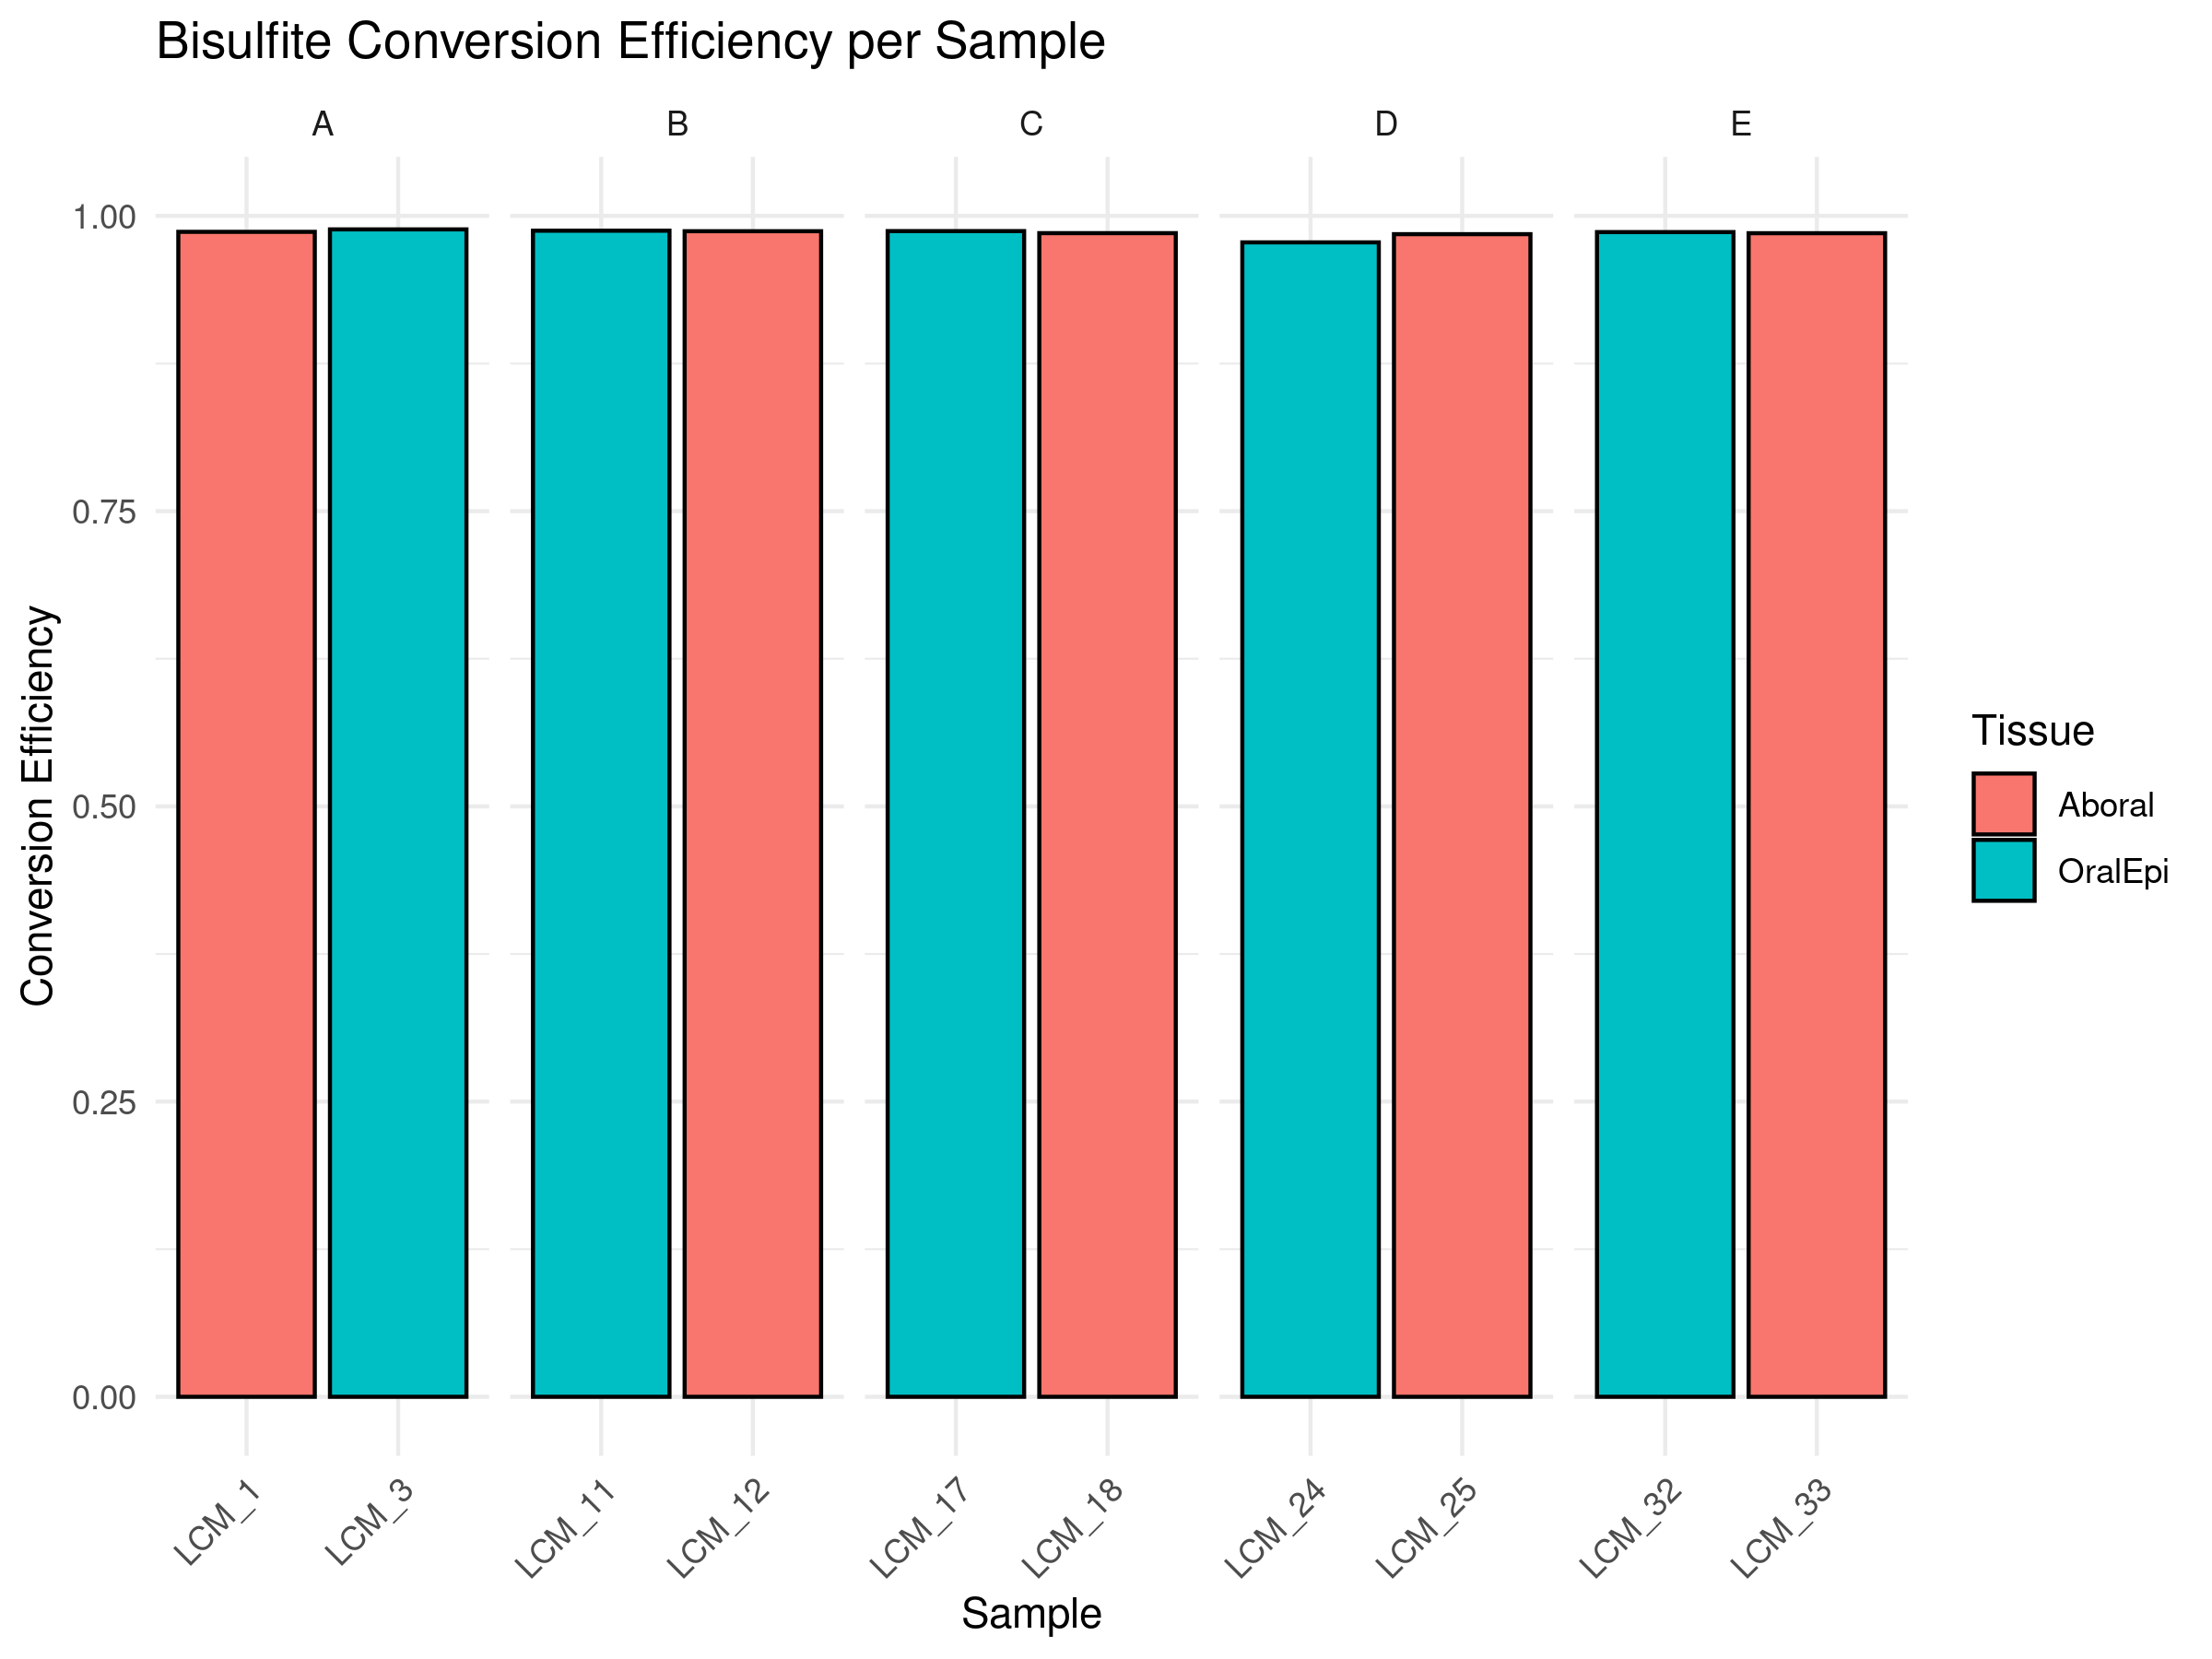 Bisulfite Conversion Efficiency per Sample
A B C D E
1.00
0.75
0.50
0.25
0.00
Conversion Efficiency
LCM_1 LCM_3 LCM_11 LCM_12 LCM_17 LCM_18 LCM_24 LCM_25 LCM_32 LCM_33
Sample
Tissue
Aboral
OralEpi